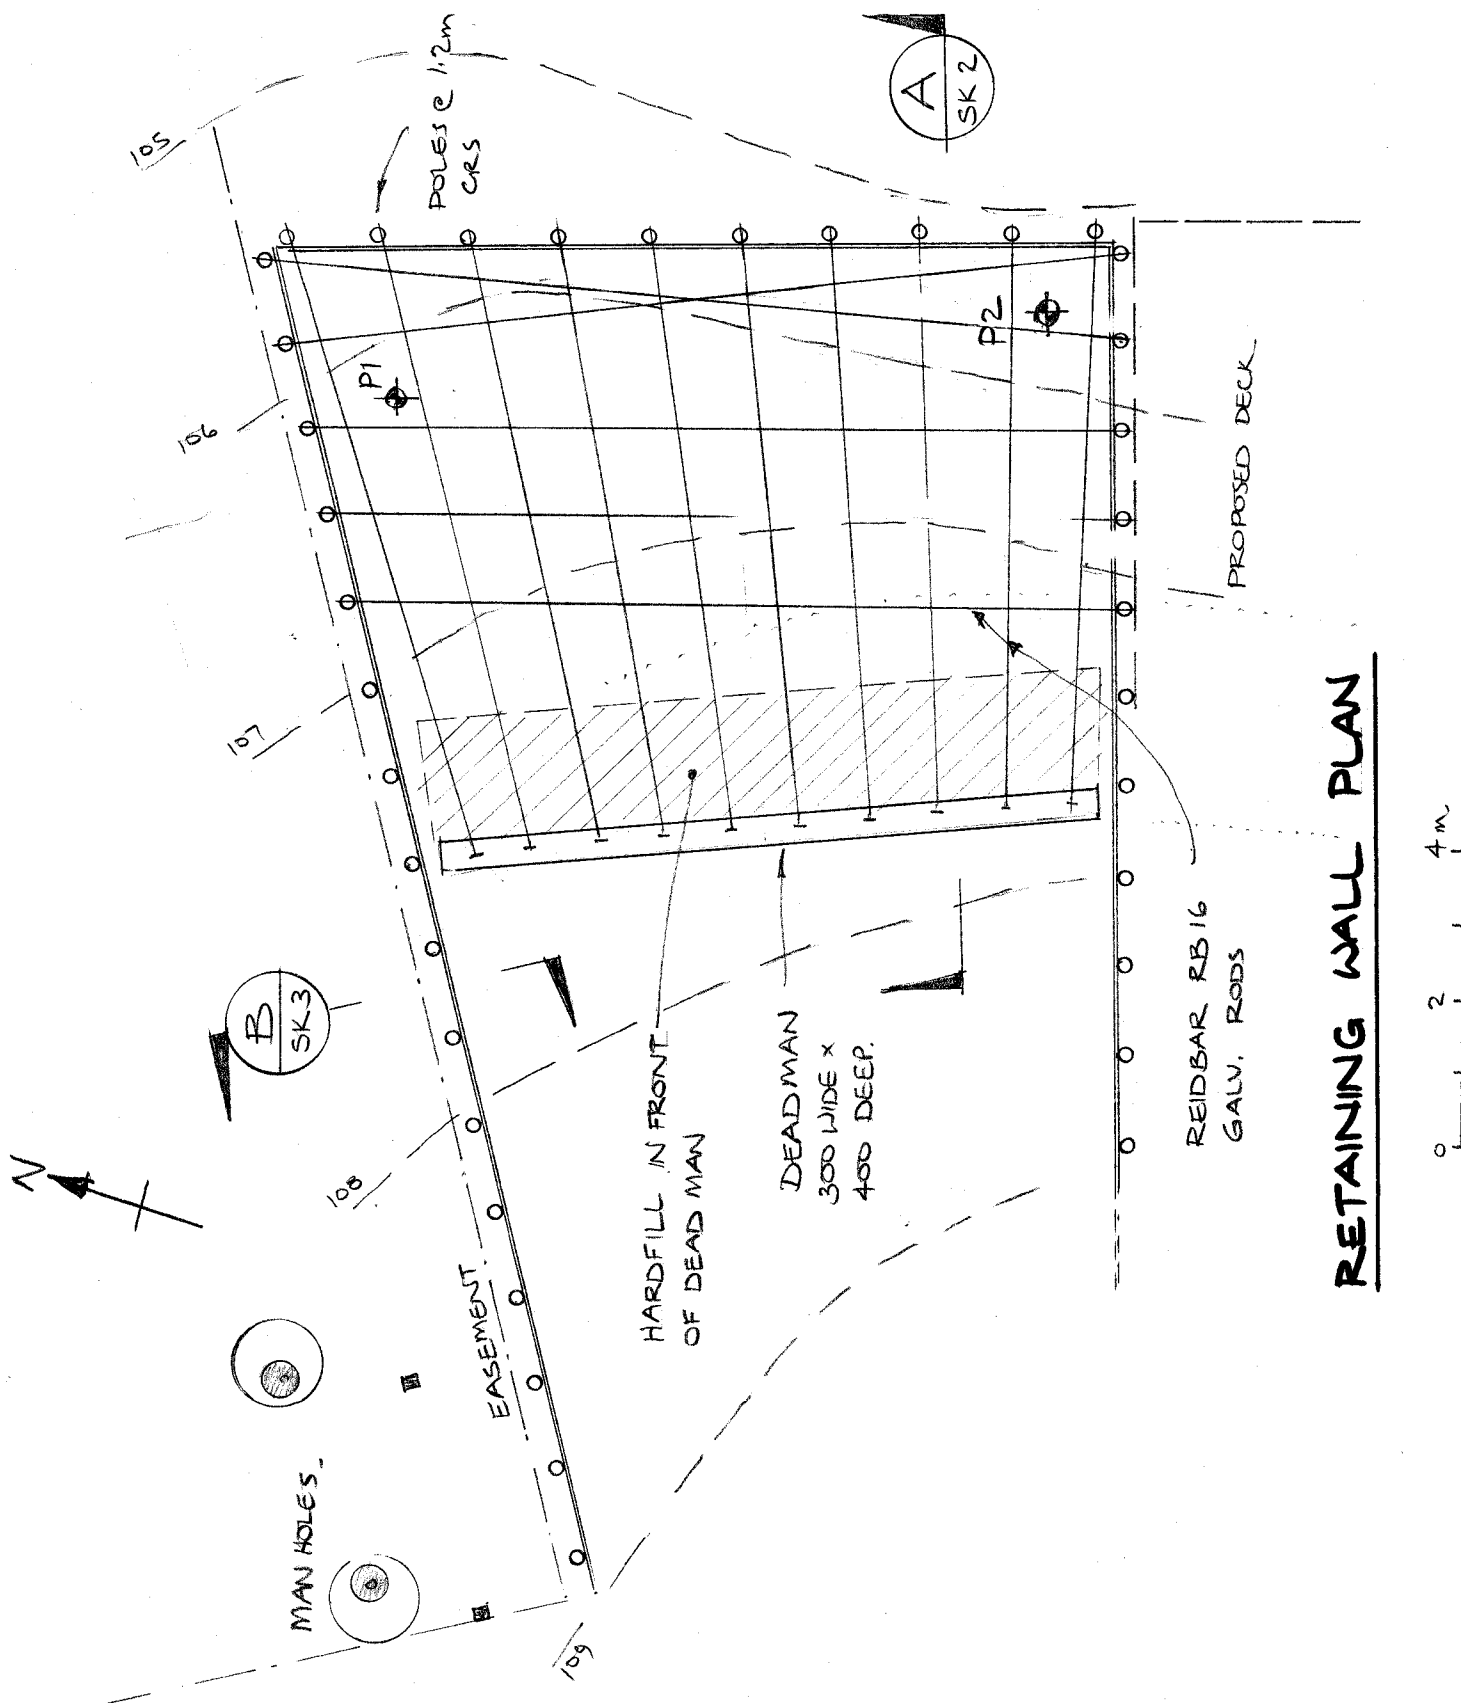 N
MAN HOLES.
EASEMENT
B
SK3
105
106
107
108
109
POLES @ 1.2m
CRS
A
SK 2
P1
P2
HARDFILL IN FRONT
OF DEAD MAN
DEADMAN
300 WIDE x
400 DEEP.
REIDBAR RB16
GALV. RODS
PROPOSED DECK
RETAINING WALL PLAN
0 2 4m